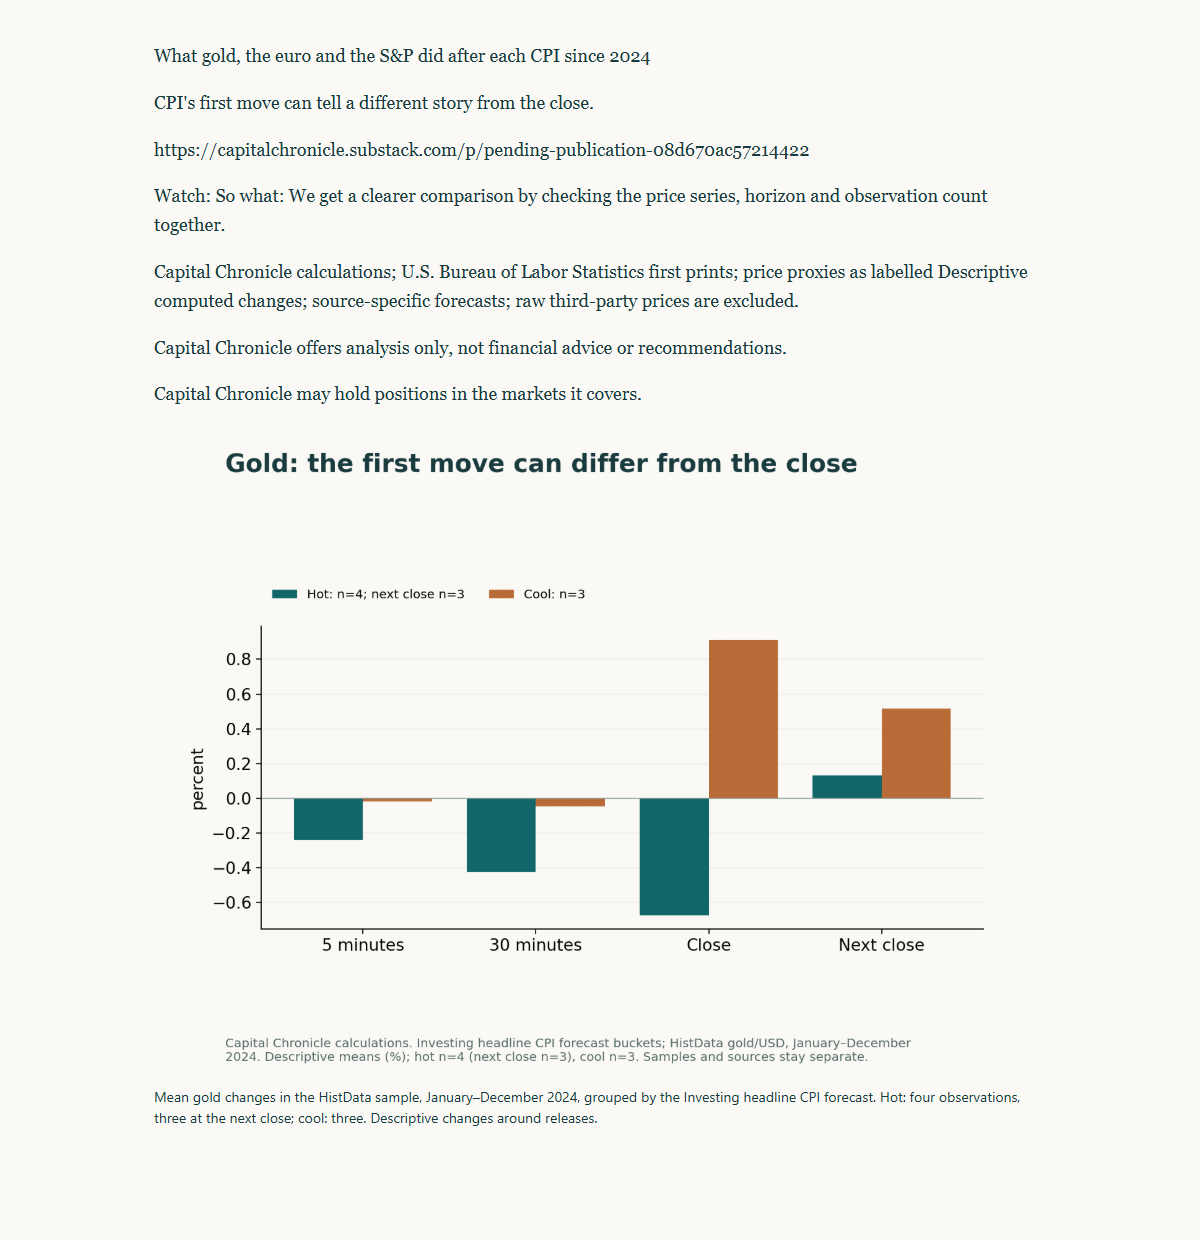 What gold, the euro and the S&P did after each CPI since 2024
CPI's first move can tell a different story from the close.
https://capitalchronicle.substack.com/p/pending-publication-08d670ac57214422
Watch: So what: We get a clearer comparison by checking the price series, horizon and observation count
together.
Capital Chronicle calculations; U.S. Bureau of Labor Statistics first prints; price proxies as labelled Descriptive
computed changes; source-specific forecasts; raw third-party prices are excluded.
Capital Chronicle offers analysis only, not financial advice or recommendations.
Capital Chronicle may hold positions in the markets it covers.
Gold: the first move can differ from the close
Hot: n=4; next close n=3
Cool: n=3
percent
0.8
0.6
0.4
0.2
0.0
−0.2
−0.4
−0.6
5 minutes
30 minutes
Close
Next close
Capital Chronicle calculations. Investing headline CPI forecast buckets; HistData gold/USD, January–December
2024. Descriptive means (%); hot n=4 (next close n=3), cool n=3. Samples and sources stay separate.
Mean gold changes in the HistData sample, January–December 2024, grouped by the Investing headline CPI forecast. Hot: four observations,
three at the next close; cool: three. Descriptive changes around releases.